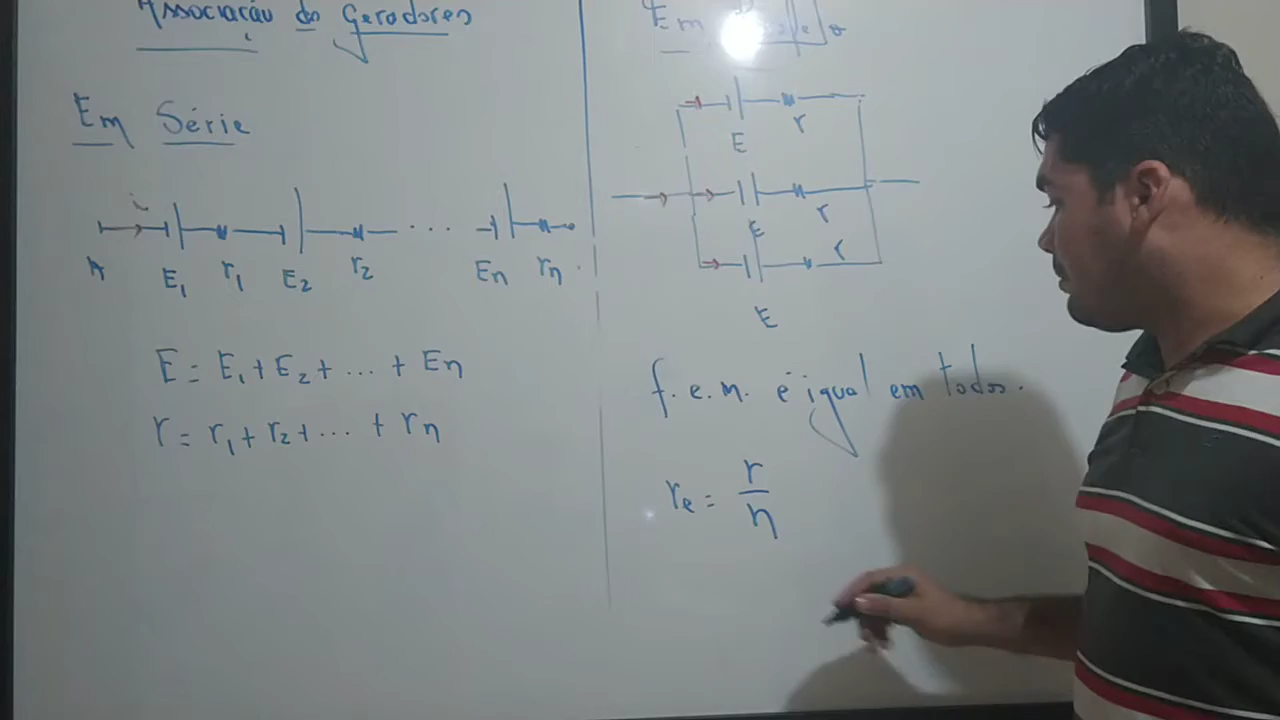 Associação de Geradores
Em Série
i
A E1 r1 E2 r2 ... En rn
E = E1 + E2 + ... + En
r = r1 + r2 + ... + rn
Em
E r
E r
E r
f.e.m. é igual em todos.
re = r/n